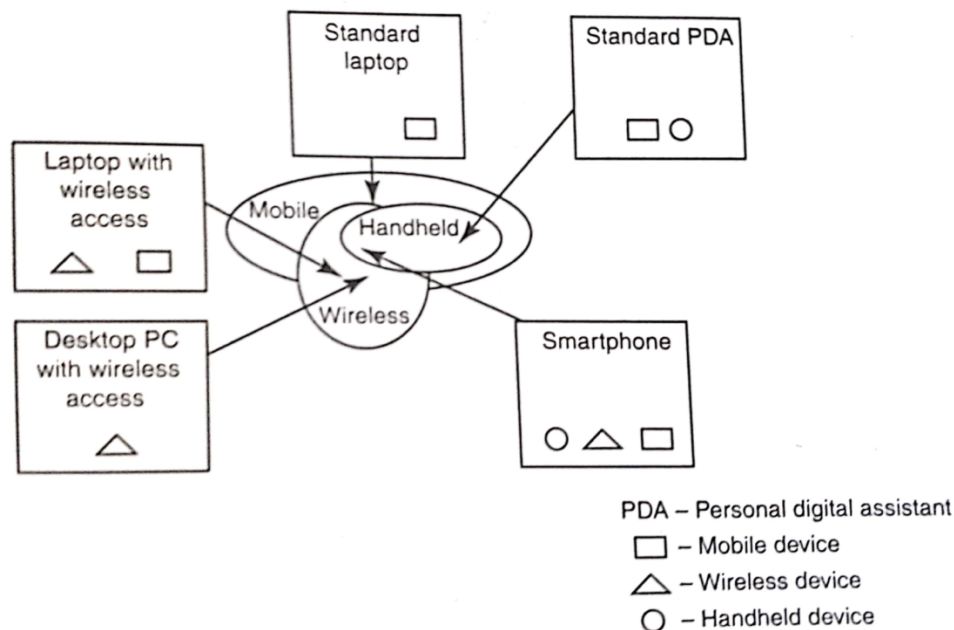 Standard
laptop
Standard PDA
Laptop with
wireless
access
Mobile
Handheld
Wireless
Desktop PC
with wireless
access
Smartphone
PDA – Personal digital assistant
– Mobile device
– Wireless device
– Handheld device